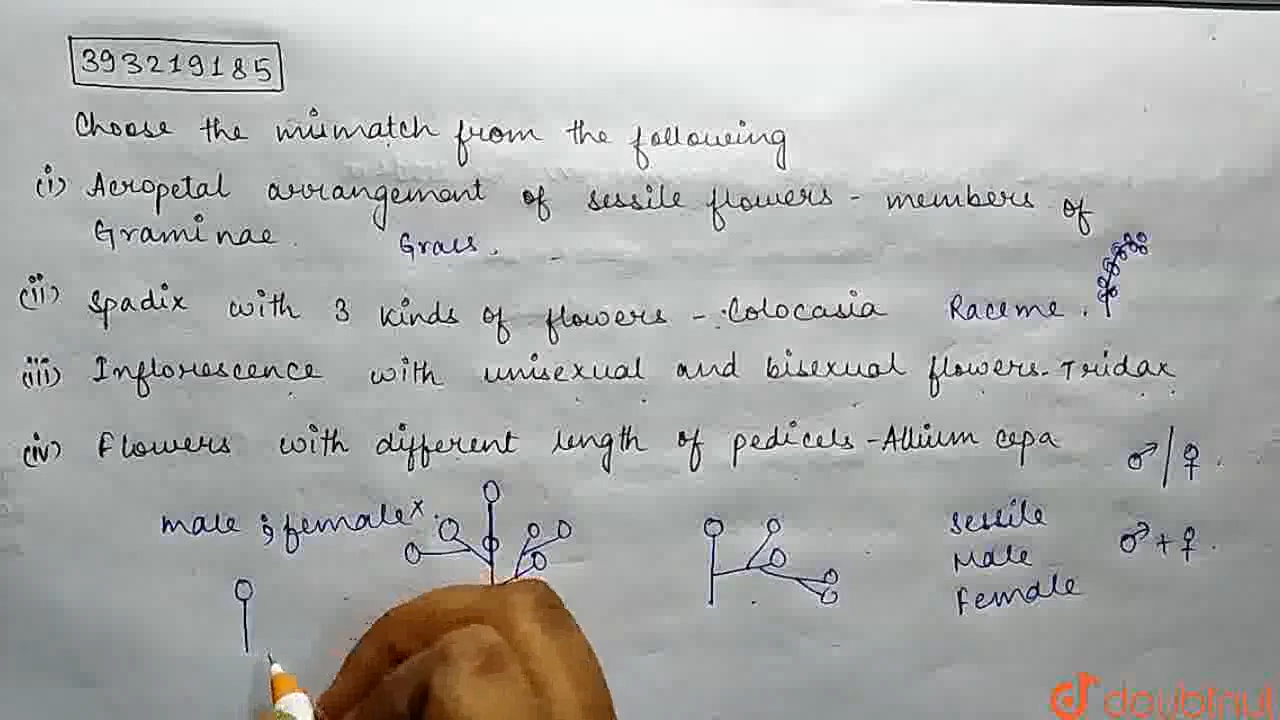 393219185
Choose the mismatch from the following
(i) Acropetal arrangement of sessile flowers - members of
Graminae. Grass.
(ii) Spadix with 3 kinds of flowers - Colocasia Raceme.
(iii) Inflorescence with unisexual and bisexual flowers - Tridax
(iv) Flowers with different length of pedicels - Allium cepa
♂/♀.
male ; female x.
sessile
Male ♂+♀.
Female
doubtnut